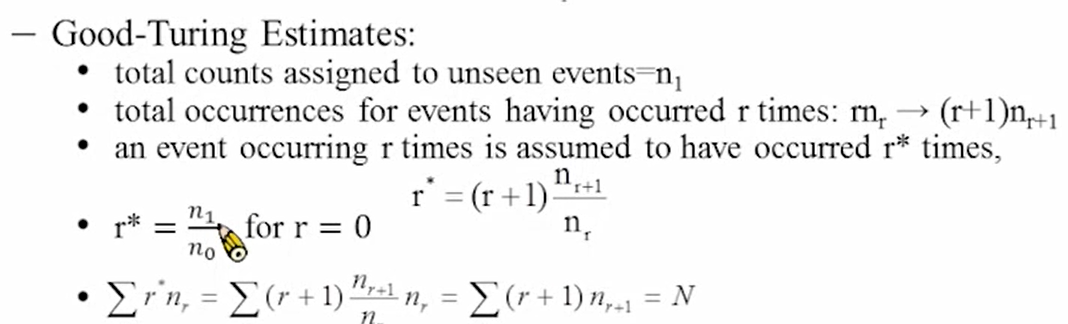 – Good-Turing Estimates:
• total counts assigned to unseen events=n₁
• total occurrences for events having occurred r times: rnᵣ → (r+1)nᵣ₊₁
• an event occurring r times is assumed to have occurred r* times,
r* = (r+1) nᵣ₊₁ / nᵣ
• r* = n₁ / n₀ for r = 0
• ∑ r*nᵣ = ∑ (r + 1) nᵣ₊₁ / n nᵣ = ∑ (r + 1) nᵣ₊₁ = N